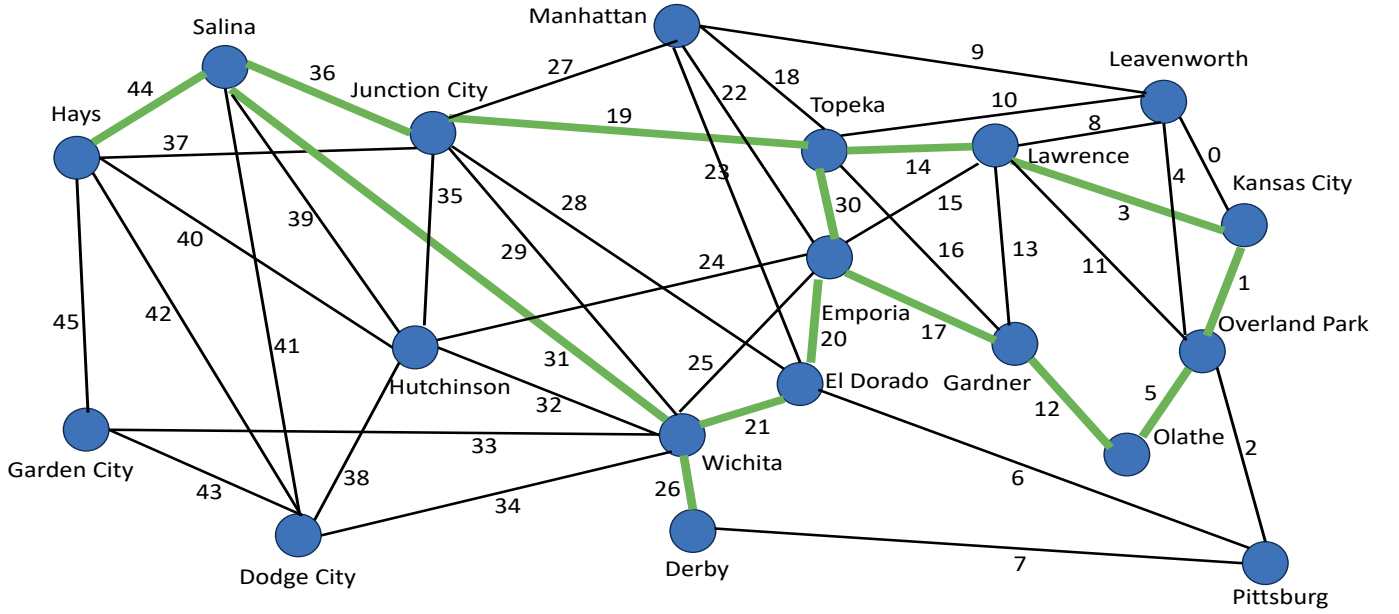 Manhattan
Salina
9
36
27
Leavenworth
44
Junction City
18
22
10
Hays
Topeka
19
8
37
14
Lawrence
0
23
4
Kansas City
35
28
30
15
3
39
40
29
24
16
13
11
1
42
45
41
Emporia
17
Overland Park
20
31
25
Hutchinson
El Dorado
Gardner
5
32
12
21
33
Olathe
Garden City
Wichita
2
43
38
26
6
34
Dodge City
Derby
7
Pittsburg